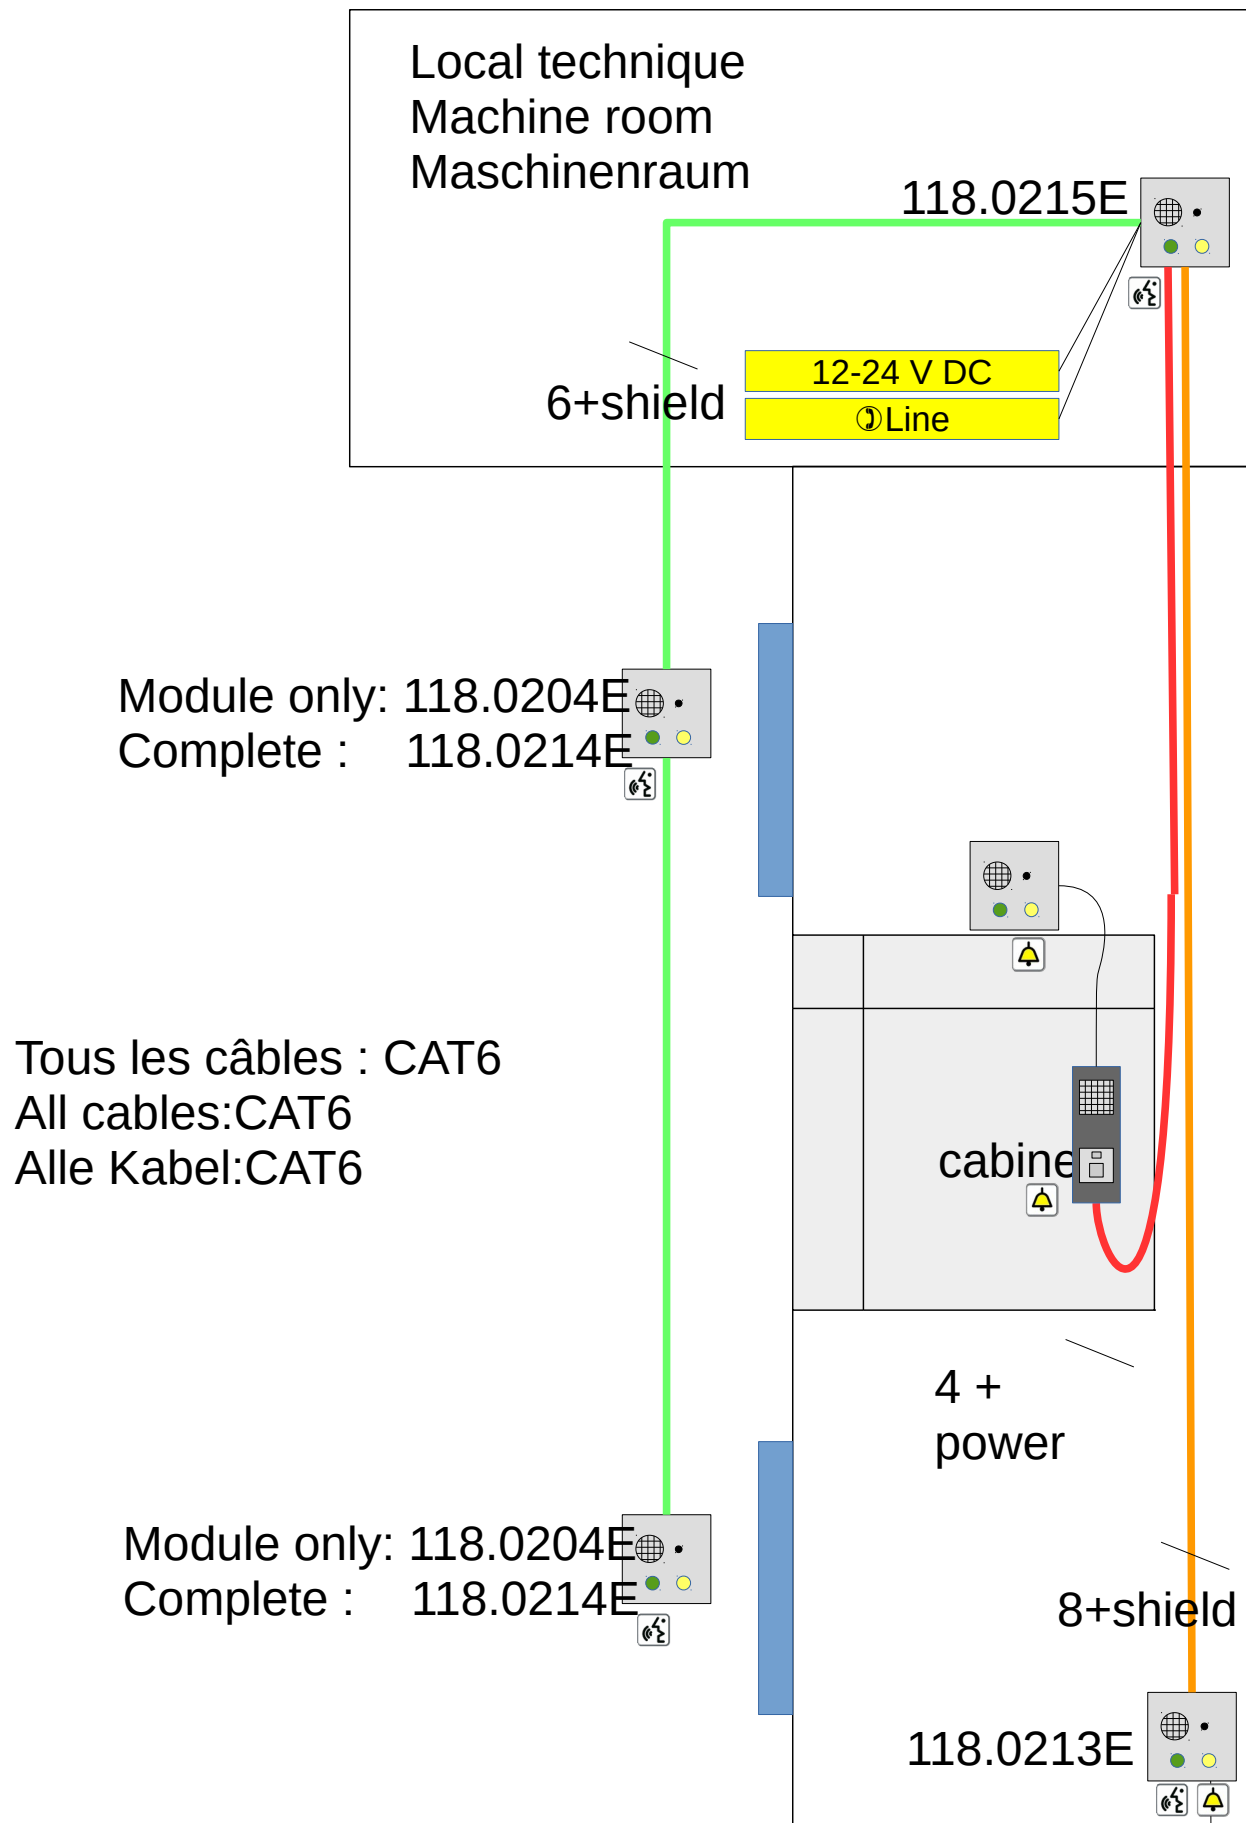 Local technique
Machine room
Maschinenraum
118.0215E
12-24 V DC
6+shield
✆Line
Module only: 118.0204E
Complete : 118.0214E
Tous les câbles : CAT6
All cables:CAT6
Alle Kabel:CAT6
cabine
4 +
power
Module only: 118.0204E
Complete : 118.0214E
8+shield
118.0213E